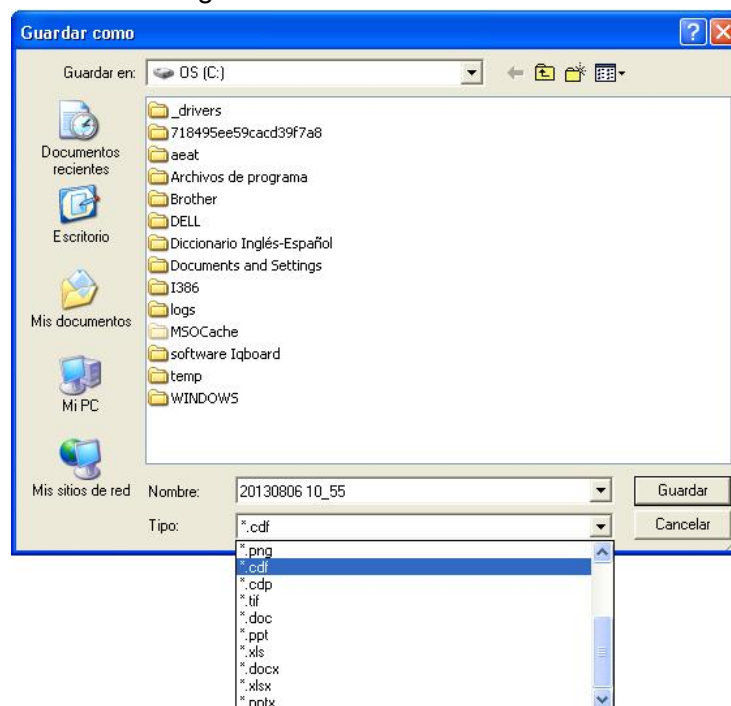 Guardar como
Guardar en:
OS (C:)
Documentos
recientes
Escritorio
Mis documentos
Mi PC
Mis sitios de red
_drivers
718495ee59cacd39f7a8
aeat
Archivos de programa
Brother
DELL
Diccionario Inglés-Español
Documents and Settings
I386
logs
MSOCache
software Iqboard
temp
WINDOWS
Nombre:
20130806 10_55
Guardar
Tipo:
*.cdf
Cancelar
*.png
*.cdf
*.cdp
*.tif
*.doc
*.ppt
*.xls
*.docx
*.xlsx
*.pptx